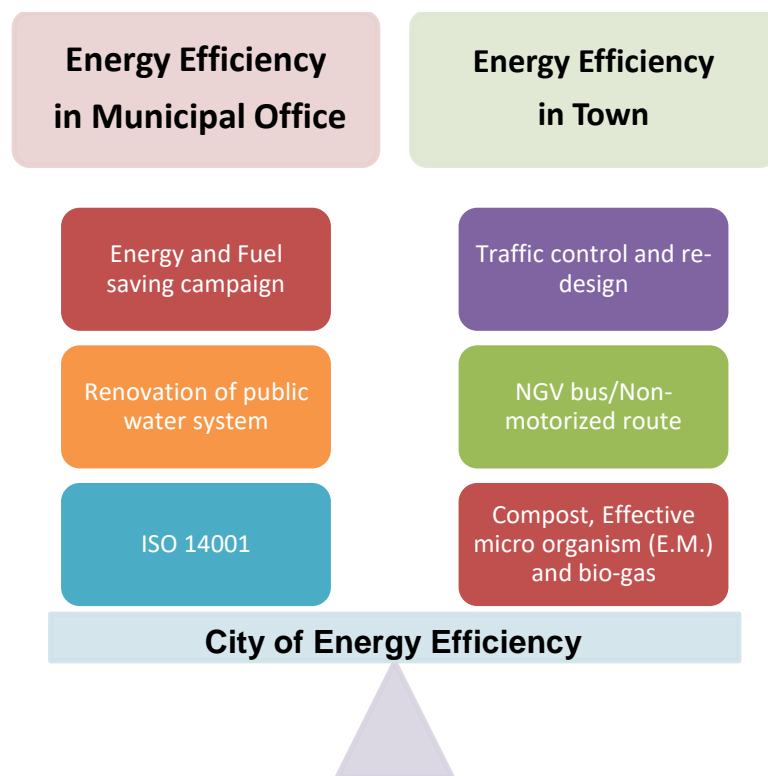 Energy Efficiency
in Municipal Office
Energy and Fuel
saving campaign
Renovation of public
water system
ISO 14001
Energy Efficiency
in Town
Traffic control and re-
design
NGV bus/Non-
motorized route
Compost, Effective
micro organism (E.M.)
and bio-gas
City of Energy Efficiency